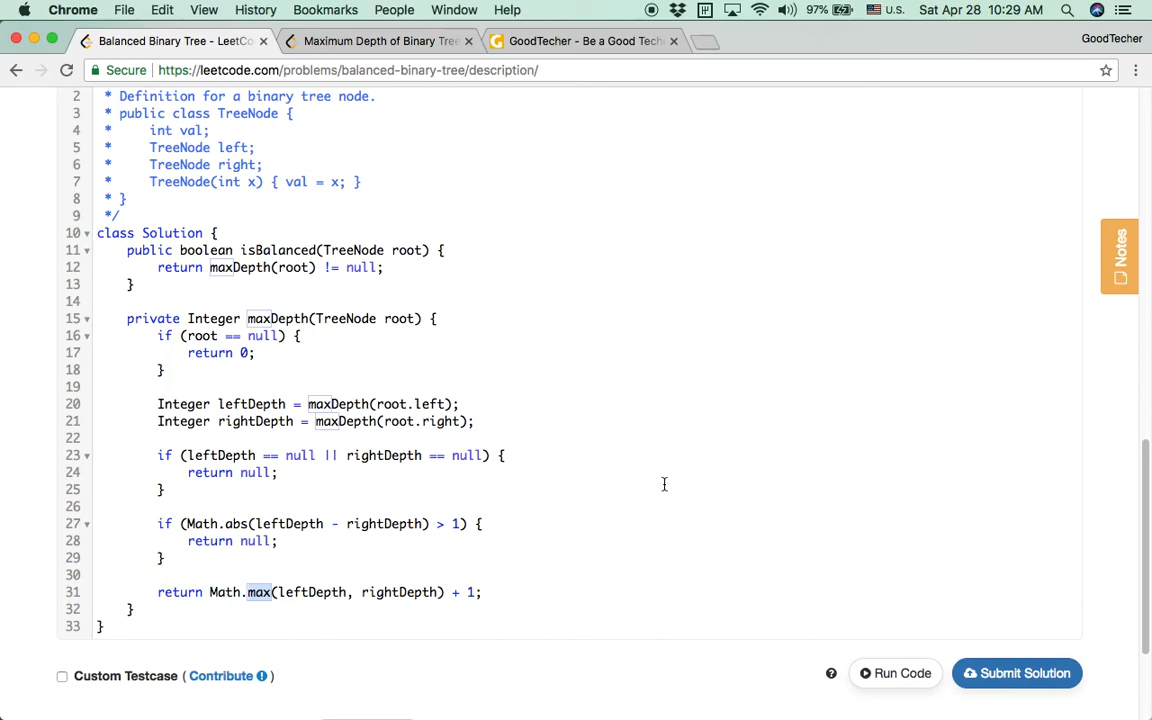 Chrome File Edit View History Bookmarks People Window Help 97% U.S. Sat Apr 28 10:29 AM
Balanced Binary Tree - LeetCo Maximum Depth of Binary Tree GoodTecher - Be a Good Tech GoodTecher
Secure https://leetcode.com/problems/balanced-binary-tree/description/
2 * Definition for a binary tree node.
3 * public class TreeNode {
4 * int val;
5 * TreeNode left;
6 * TreeNode right;
7 * TreeNode(int x) { val = x; }
8 * }
9 */
10 class Solution {
11 public boolean isBalanced(TreeNode root) {
12 return maxDepth(root) != null;
13 }
14
15 private Integer maxDepth(TreeNode root) {
16 if (root == null) {
17 return 0;
18 }
19
20 Integer leftDepth = maxDepth(root.left);
21 Integer rightDepth = maxDepth(root.right);
22
23 if (leftDepth == null || rightDepth == null) {
24 return null;
25 }
26
27 if (Math.abs(leftDepth - rightDepth) > 1) {
28 return null;
29 }
30
31 return Math.max(leftDepth, rightDepth) + 1;
32 }
33 }
Notes
Custom Testcase ( Contribute ! ) ? Run Code Submit Solution